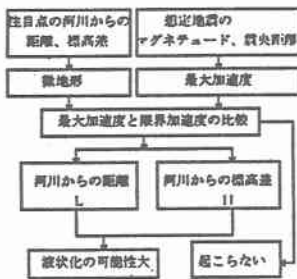 注目点の河川からの
距離、標高差
想定地震の
マグネチュード、震央距離
微地形
最大加速度
最大加速度と限界加速度の比較
河川からの距離
L
河川からの標高差
H
液状化の可能性大
起こらない